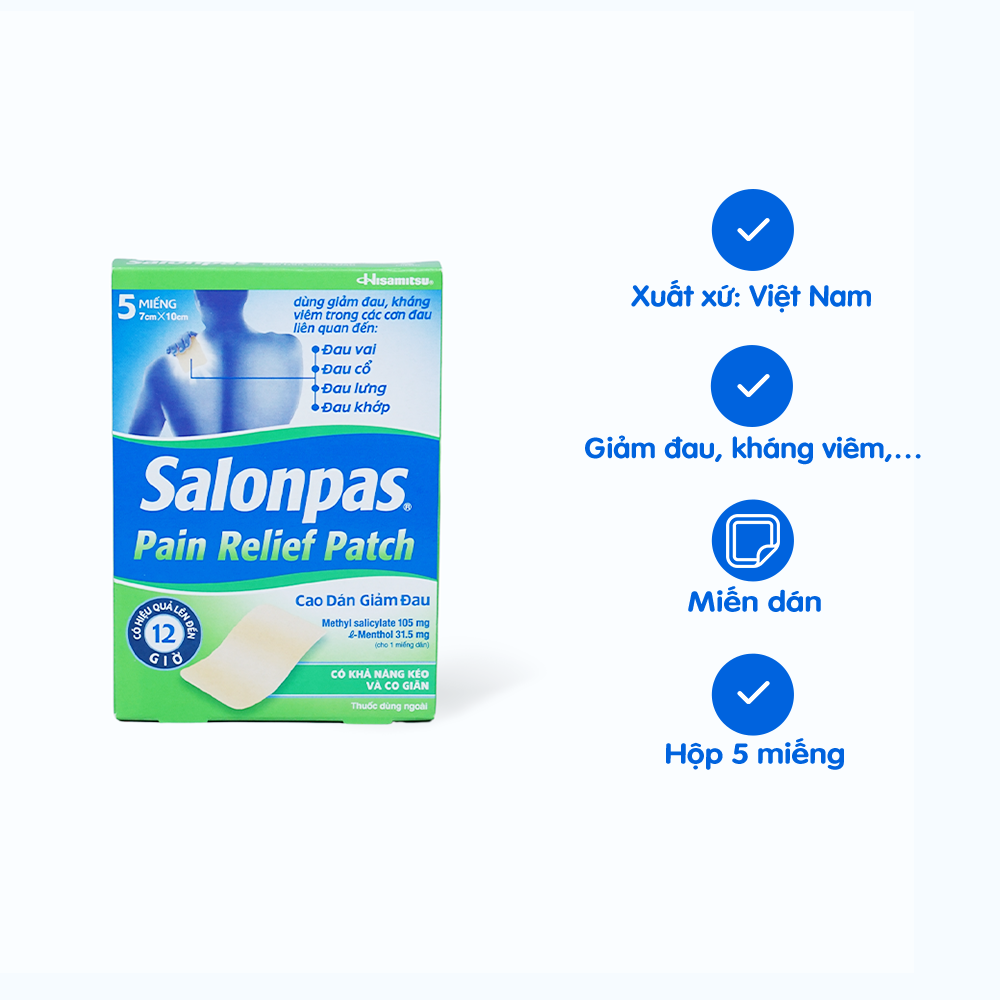 Hisamitsu®
5 MIẾNG
7cm×10cm
dùng giảm đau, kháng
viêm trong các cơn đau
liên quan đến:
Đau vai
Đau cổ
Đau lưng
Đau khớp
Salonpas®
Pain Relief Patch
Cao Dán Giảm Đau
Methyl salicylate 105 mg
ℓ-Menthol 31.5 mg
(cho 1 miếng dán)
CÓ HIỆU QUẢ LÊN ĐẾN
12
GIỜ
CÓ KHẢ NĂNG KÉO
VÀ CO GIÃN
Thuốc dùng ngoài
Xuất xứ: Việt Nam
Giảm đau, kháng viêm,...
Miến dán
Hộp 5 miếng